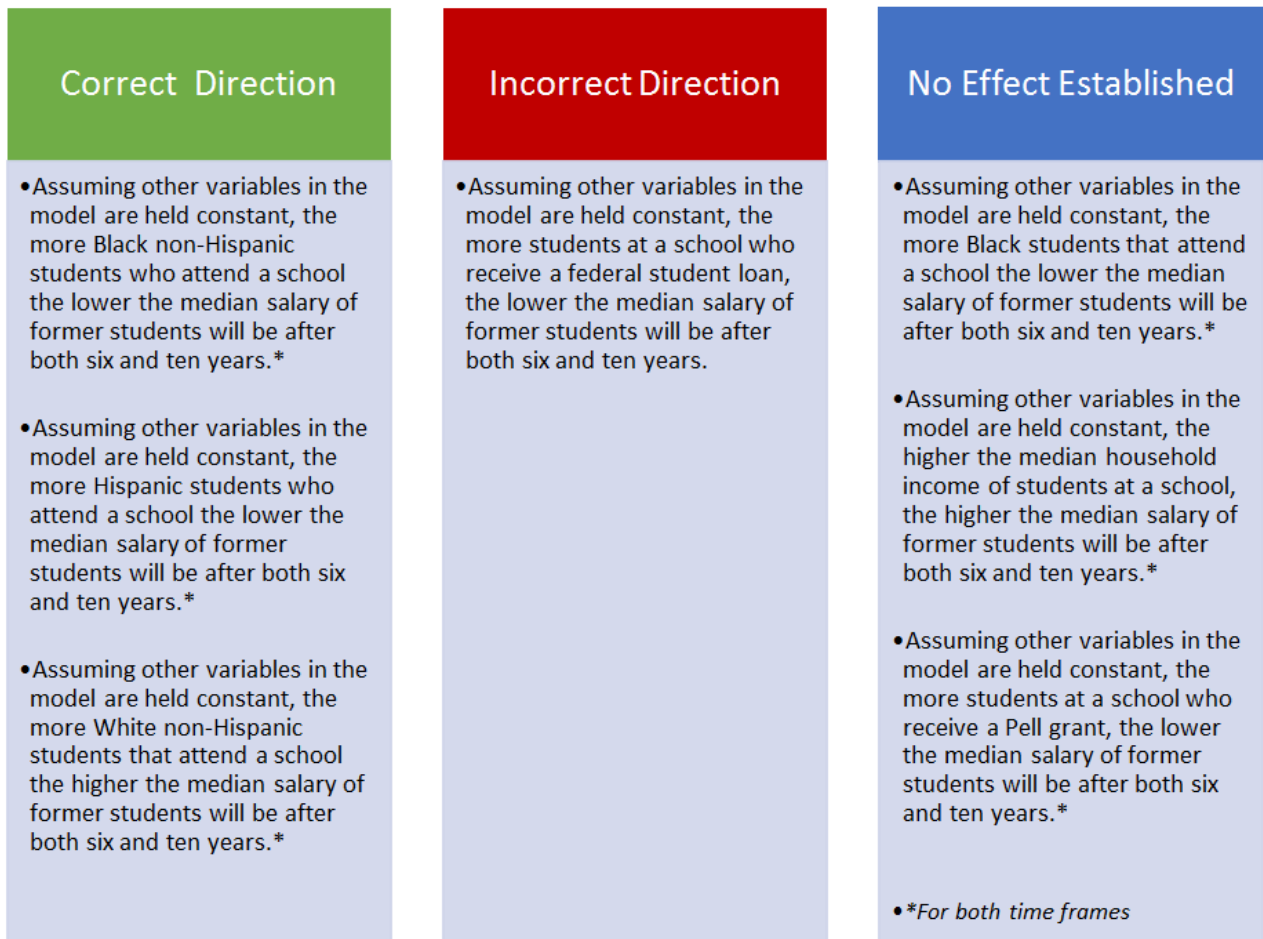 Correct Direction
•Assuming other variables in the
model are held constant, the
more Black non-Hispanic
students who attend a school
the lower the median salary of
former students will be after
both six and ten years.*
•Assuming other variables in the
model are held constant, the
more Hispanic students who
attend a school the lower the
median salary of former
students will be after both six
and ten years.*
•Assuming other variables in the
model are held constant, the
more White non-Hispanic
students that attend a school
the higher the median salary of
former students will be after
both six and ten years.*
Incorrect Direction
•Assuming other variables in the
model are held constant, the
more students at a school who
receive a federal student loan,
the lower the median salary of
former students will be after
both six and ten years.
No Effect Established
•Assuming other variables in the
model are held constant, the
more Black students that attend
a school the lower the median
salary of former students will be
after both six and ten years.*
•Assuming other variables in the
model are held constant, the
higher the median household
income of students at a school,
the higher the median salary of
former students will be after
both six and ten years.*
•Assuming other variables in the
model are held constant, the
more students at a school who
receive a Pell grant, the lower
the median salary of former
students will be after both six
and ten years.*
•*For both time frames